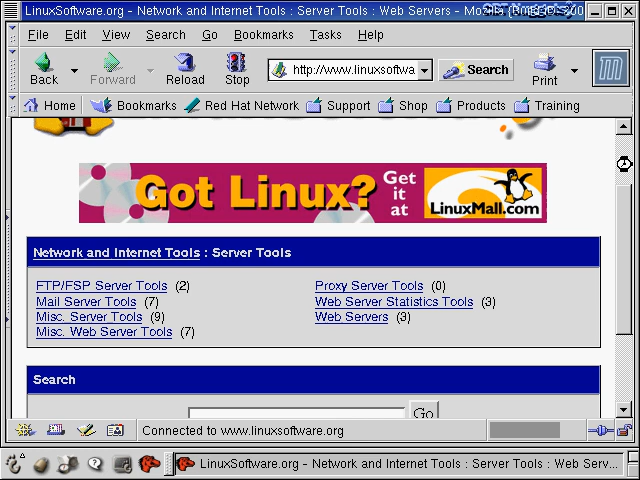 LinuxSoftware.org - Network and Internet Tools : Server Tools : Web Servers - Mozilla
File Edit View Search Go Bookmarks Tasks Help
Back Forward Reload Stop http://www.linuxsoftwa Search Print
Home Bookmarks Red Hat Network Support Shop Products Training
Got Linux? Get it at LinuxMall.com
Network and Internet Tools : Server Tools
FTP/FSP Server Tools (2) Proxy Server Tools (0)
Mail Server Tools (7) Web Server Statistics Tools (3)
Misc. Server Tools (9) Web Servers (3)
Misc. Web Server Tools (7)
Search
Go
Connected to www.linuxsoftware.org
LinuxSoftware.org - Network and Internet Tools : Server Tools : Web Serv...